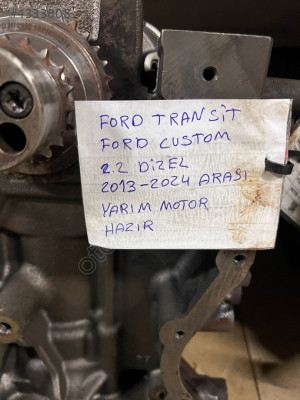 FORD TRANSİT
FORD CUSTOM
2.2 DİZEL
2013-2024 ARASI
YARIM MOTOR
HAZIR